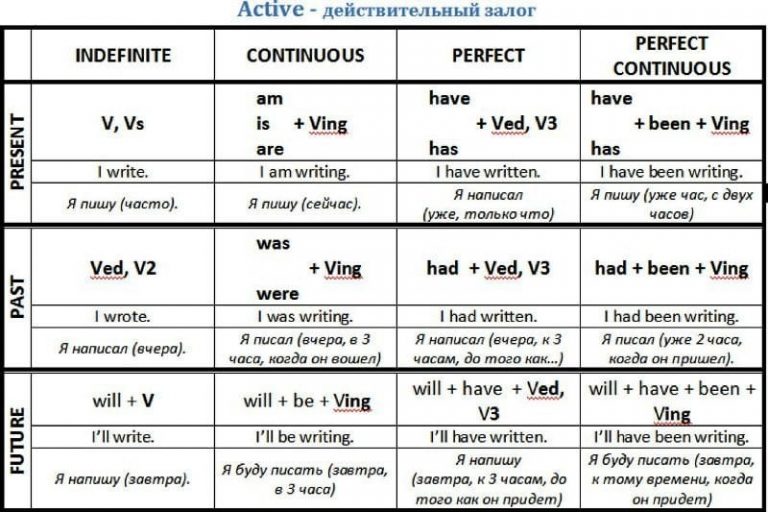 Active - действительный залог
INDEFINITE
CONTINUOUS
PERFECT
PERFECT
CONTINUOUS
PRESENT
V, Vs
am
is + Ving
are
have
+ Ved, V3
has
have
+ been + Ving
has
I write.
I am writing.
I have written.
I have been writing.
Я пишу (часто).
Я пишу (сейчас).
Я написал
(уже, только что)
Я пишу (уже час, с двух
часов)
PAST
Ved, V2
was
+ Ving
were
had + Ved, V3
had + been + Ving
I wrote.
I was writing.
I had written.
I had been writing.
Я написал (вчера).
Я писал (вчера, в 3
часа, когда он вошел)
Я написал (вчера, к 3
часам, до того как...)
Я писал (уже 2 часа,
когда он пришел).
FUTURE
will + V
will + be + Ving
will + have + Ved,
V3
will + have + been +
Ving
I'll write.
I'll be writing.
I'll have written.
I'll have been writing.
Я напишу (завтра).
Я буду писать (завтра,
в 3 часа)
Я напишу
(завтра, к 3 часам, до
того как он придет)
Я буду писать (завтра,
к тому времени, когда
он придет)